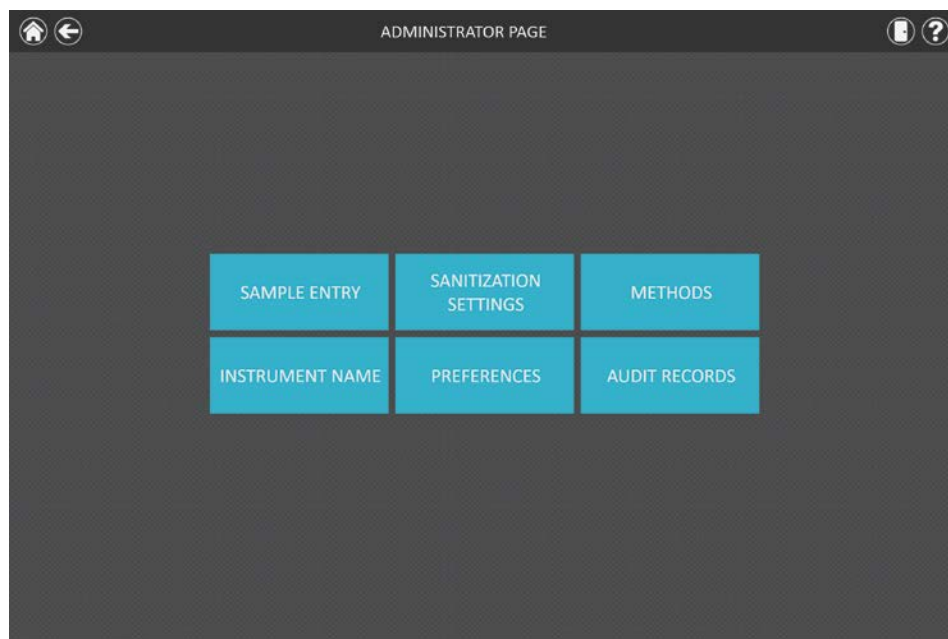 ADMINISTRATOR PAGE
?
SAMPLE ENTRY
SANITIZATION
SETTINGS
METHODS
INSTRUMENT NAME
PREFERENCES
AUDIT RECORDS